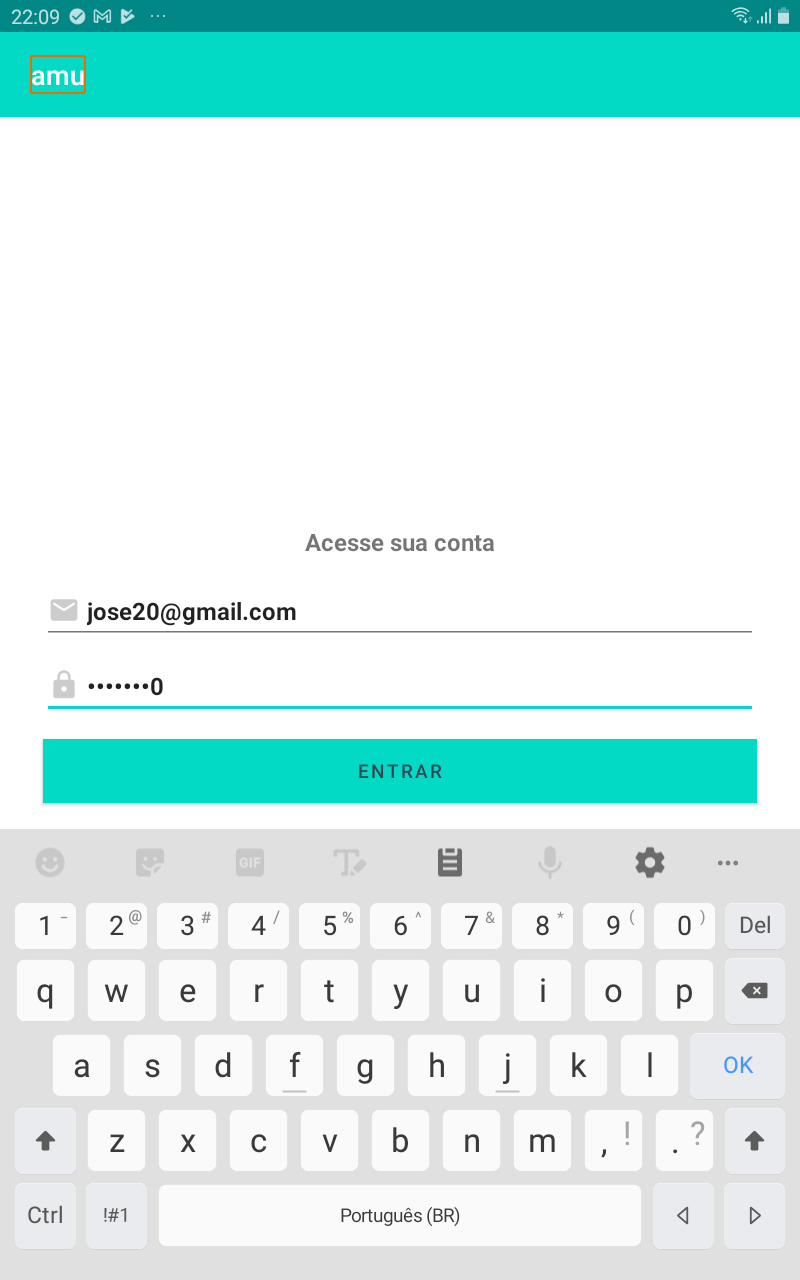 22:09
amu
Acesse sua conta
jose20@gmail.com
•••••••0
ENTRAR
GIF
1 – 2 @ 3 # 4 / 5 % 6 ^ 7 & 8 * 9 ( 0 ) Del
q w e r t y u i o p
a s d f g h j k l OK
z x c v b n m , ! . ?
Ctrl !#1 Português (BR)